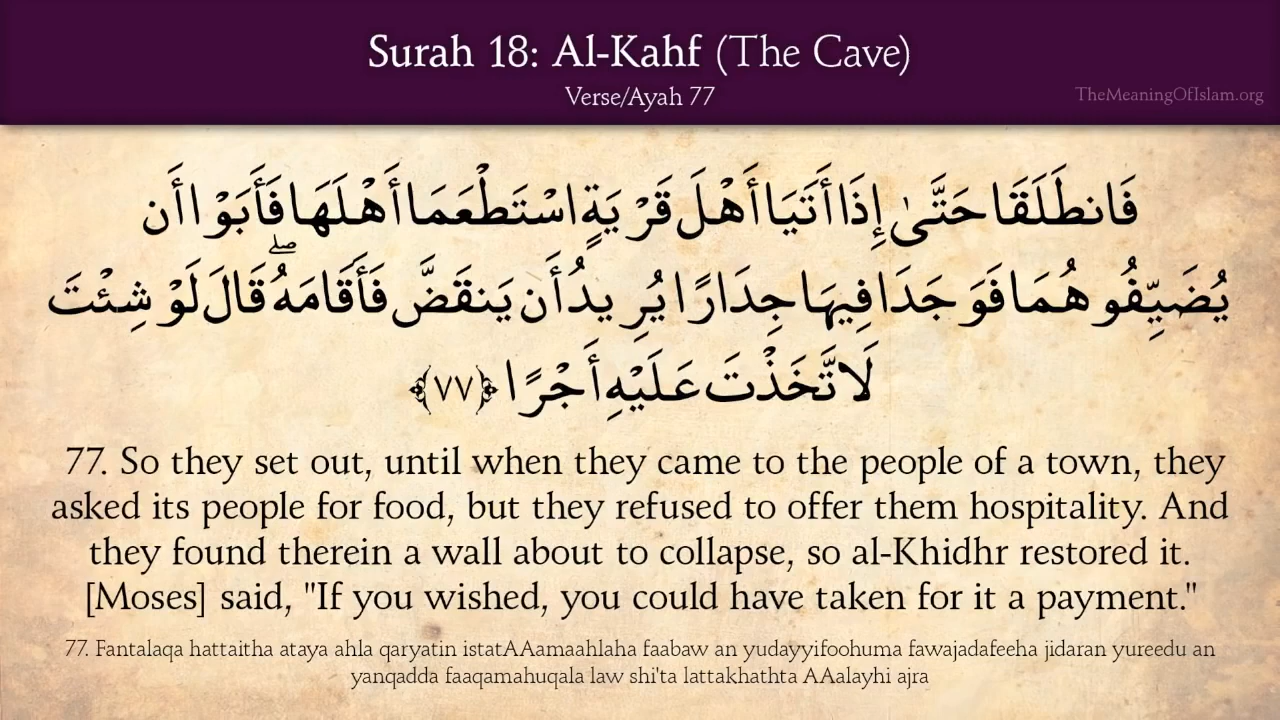 Surah 18: Al-Kahf (The Cave)
Verse/Ayah 77
TheMeaningOfIslam.org
فَانطَلَقَا حَتَّىٰ إِذَا أَتَيَا أَهْلَ قَرْيَةٍ اسْتَطْعَمَا أَهْلَهَا فَأَبَوْا أَن
يُضَيِّفُوهُمَا فَوَجَدَا فِيهَا جِدَارًا يُرِيدُ أَن يَنقَضَّ فَأَقَامَهُ ۖ قَالَ لَوْ شِئْتَ
لَاتَّخَذْتَ عَلَيْهِ أَجْرًا ﴿٧٧﴾
77. So they set out, until when they came to the people of a town, they
asked its people for food, but they refused to offer them hospitality. And
they found therein a wall about to collapse, so al-Khidhr restored it.
[Moses] said, "If you wished, you could have taken for it a payment."
77. Fantalaqa hattaitha ataya ahla qaryatin istatAAamaahlaha faabaw an yudayyifoohuma fawajadafeeha jidaran yureedu an
yanqadda faaqamahuqala law shi'ta lattakhathta AAalayhi ajra